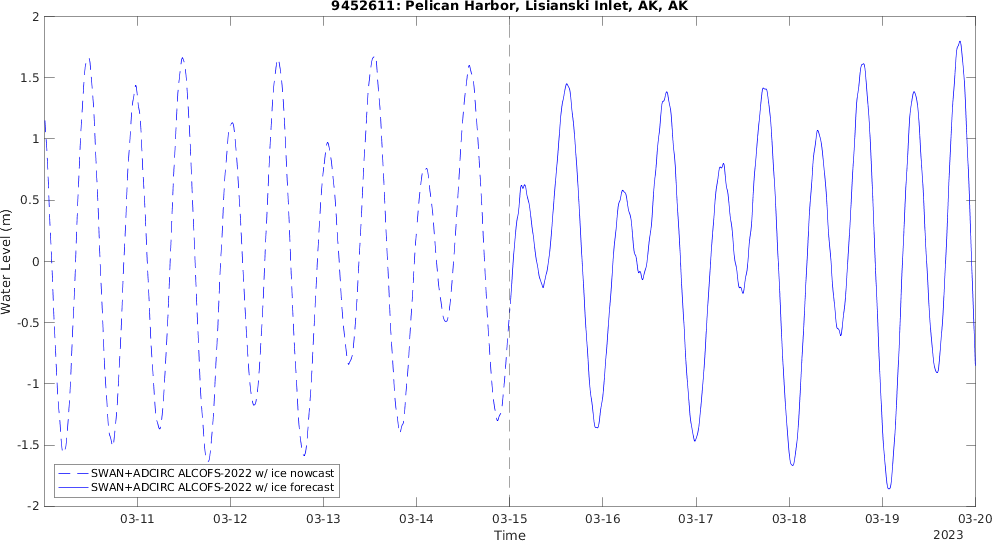 9452611: Pelican Harbor, Lisianski Inlet, AK, AK
Water Level (m)
2
1.5
1
0.5
0
-0.5
-1
-1.5
-2
SWAN+ADCIRC ALCOFS-2022 w/ ice nowcast
SWAN+ADCIRC ALCOFS-2022 w/ ice forecast
03-11 03-12 03-13 03-14 03-15 03-16 03-17 03-18 03-19 03-20
Time
2023